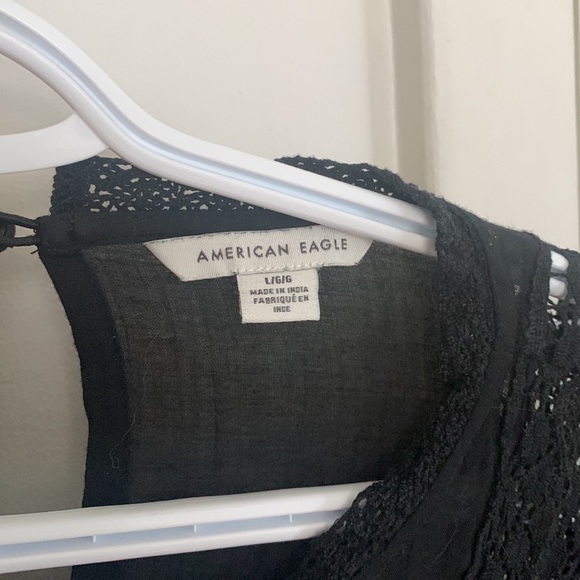 AMERICAN EAGLE
L/G/G
MADE IN INDIA
FABRIQUÉ EN
INDE